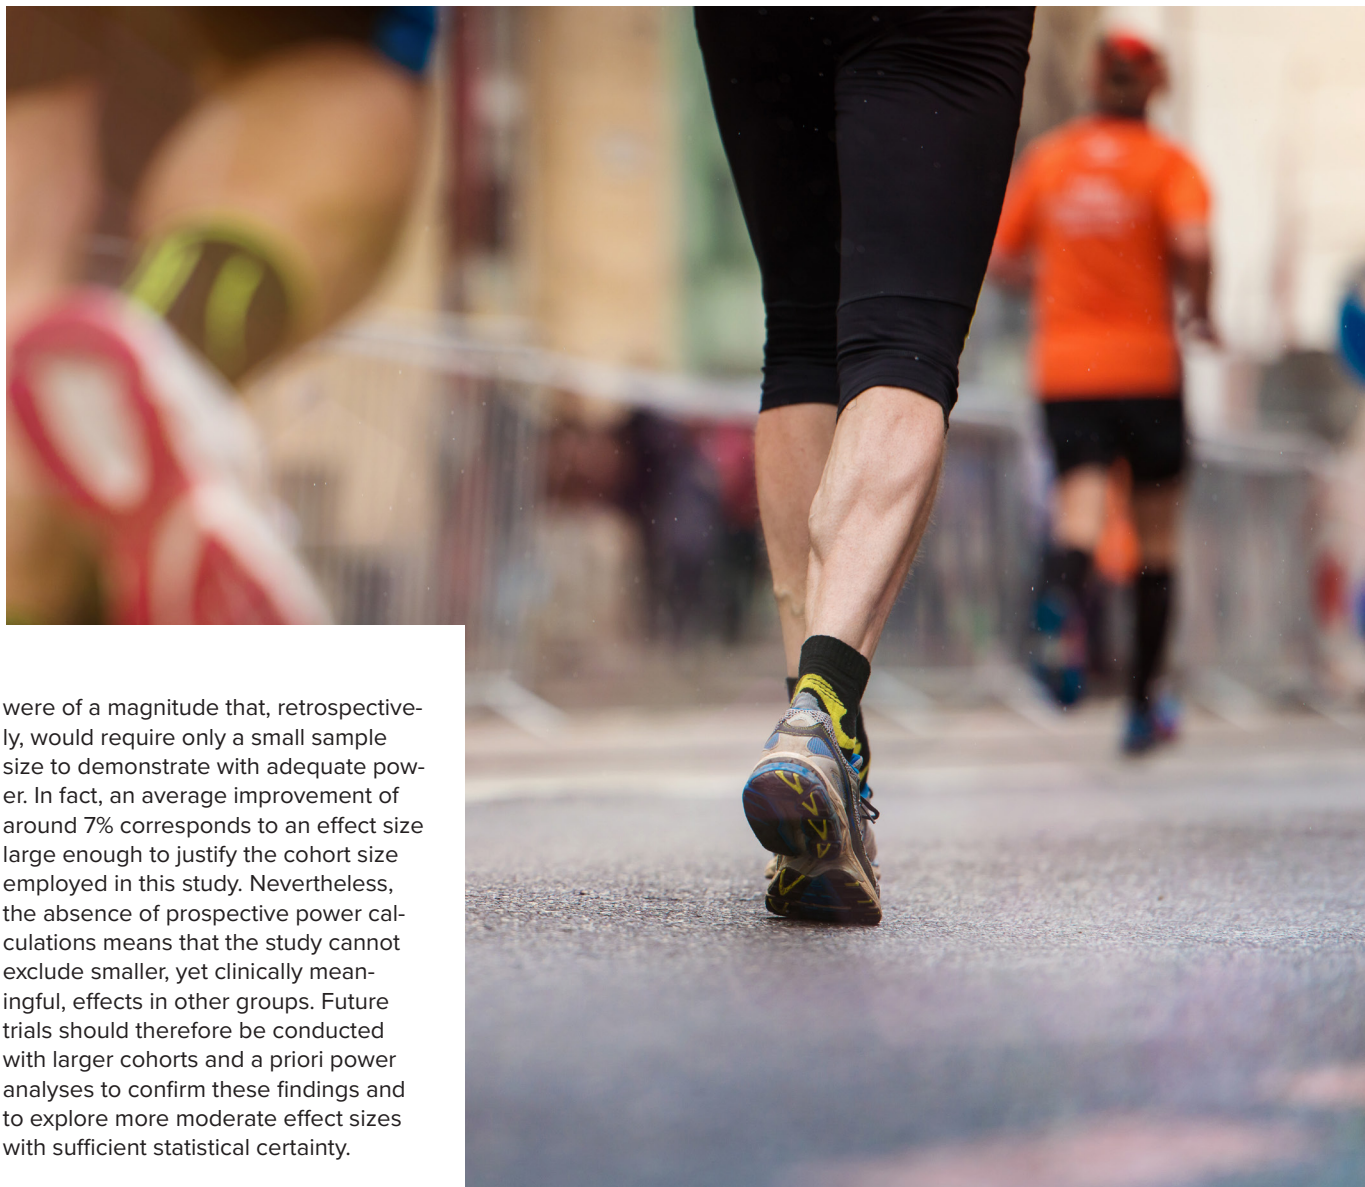 were of a magnitude that, retrospective-
ly, would require only a small sample
size to demonstrate with adequate pow-
er. In fact, an average improvement of
around 7% corresponds to an effect size
large enough to justify the cohort size
employed in this study. Nevertheless,
the absence of prospective power cal-
culations means that the study cannot
exclude smaller, yet clinically mean-
ingful, effects in other groups. Future
trials should therefore be conducted
with larger cohorts and a priori power
analyses to confirm these findings and
to explore more moderate effect sizes
with sufficient statistical certainty.